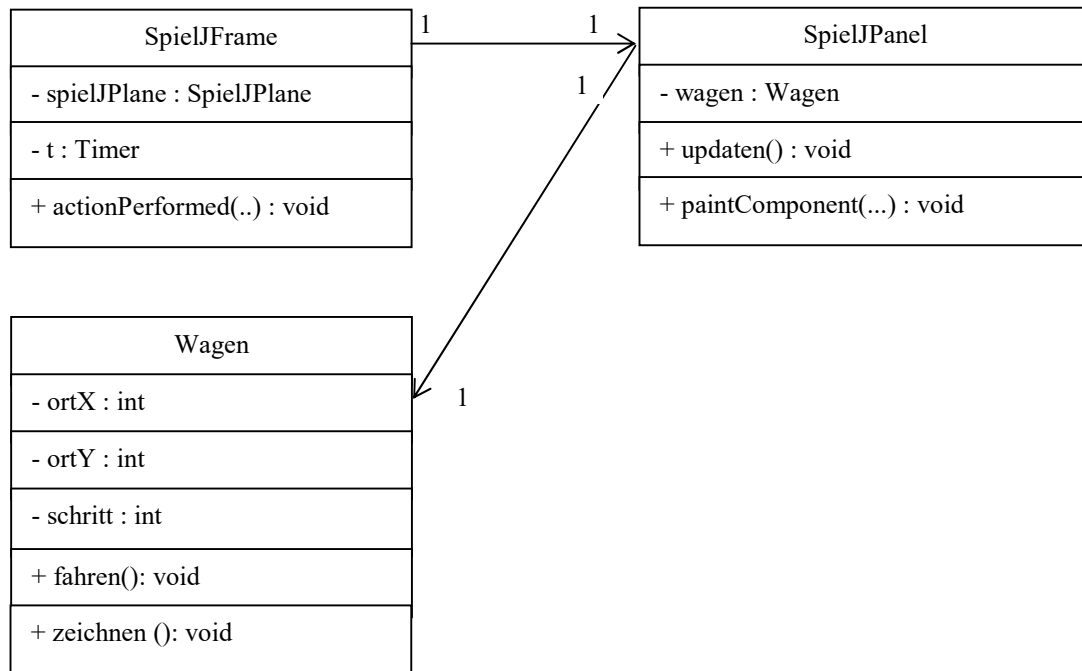 SpielJFrame
- spielJPlane : SpielJPlane
- t : Timer
+ actionPerformed(..) : void
1
1
SpielJPanel
- wagen : Wagen
+ updaten() : void
+ paintComponent(...) : void
1
1
Wagen
- ortX : int
- ortY : int
- schritt : int
+ fahren(): void
+ zeichnen (): void